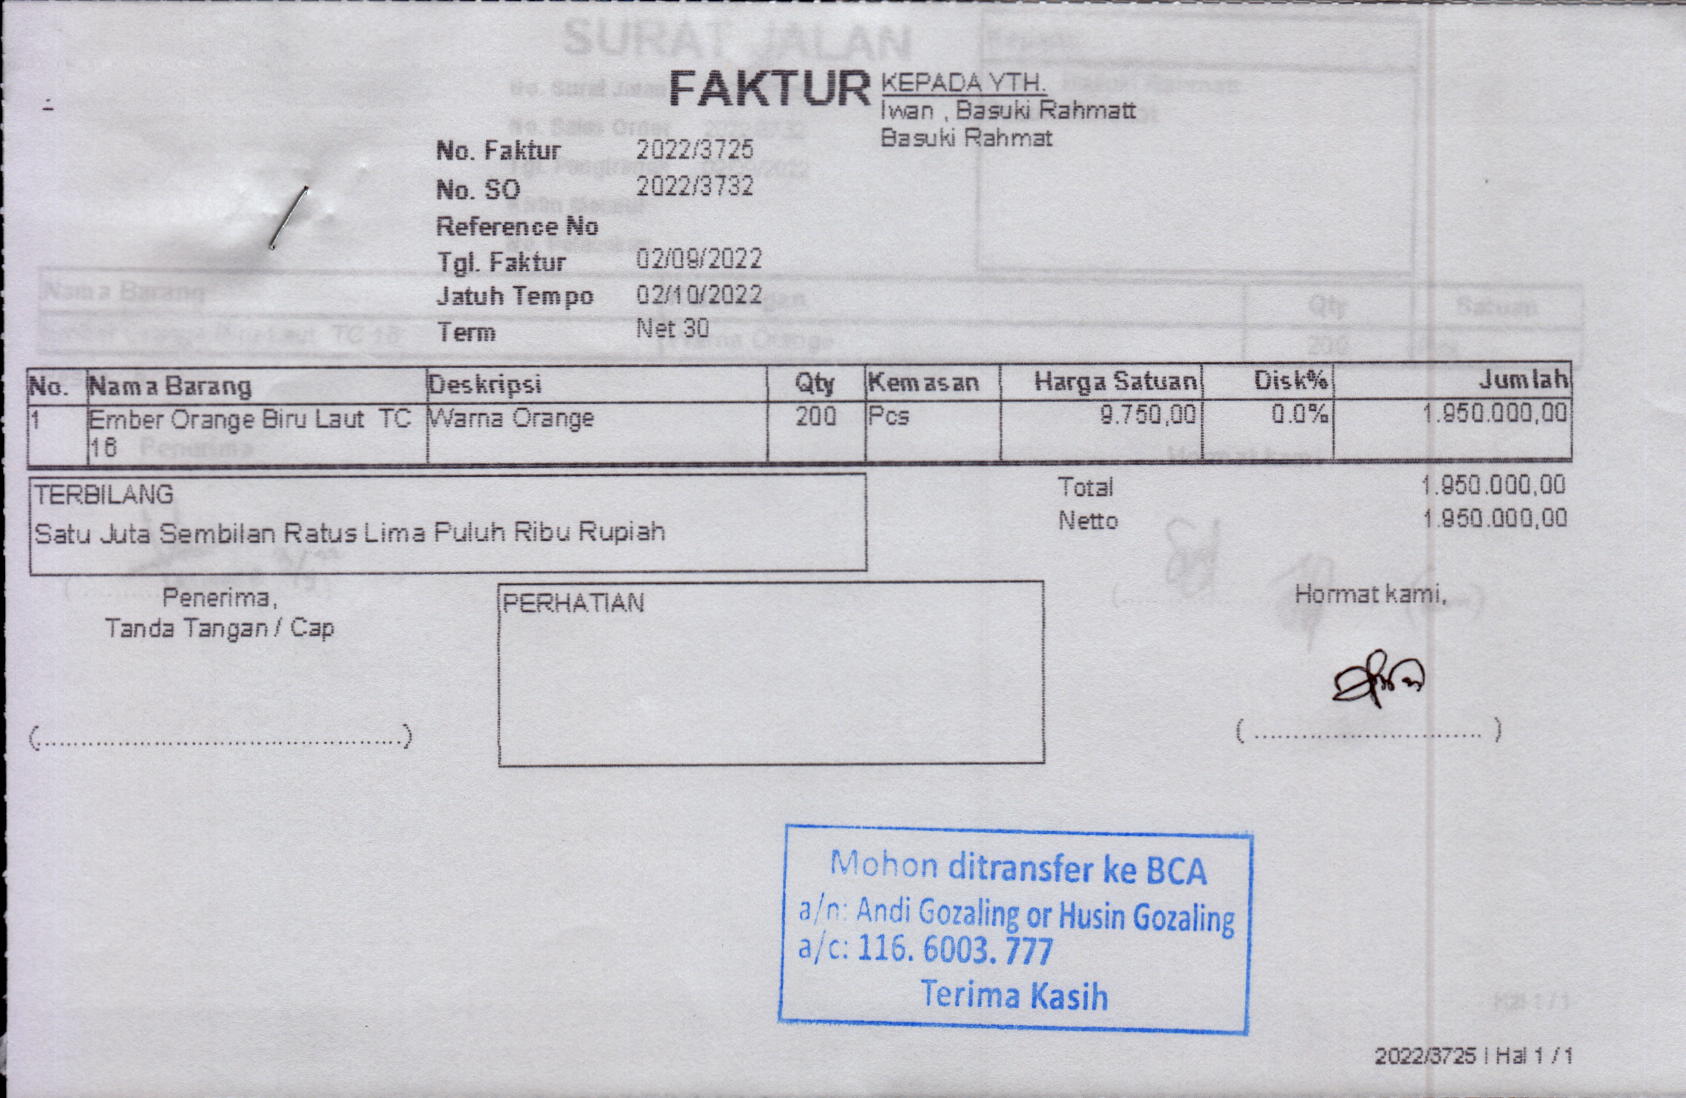 FAKTUR
KEPADA YTH.
Iwan , Basuki Rahmatt
Basuki Rahmat
No. Faktur 2022/3725
No. SO 2022/3732
Reference No
Tgl. Faktur 02/09/2022
Jatuh Tempo 02/10/2022
Term Net 30
No. Nama Barang Deskripsi Qty Kemasan Harga Satuan Disk% Jumlah
1 Ember Orange Biru Laut TC Warna Orange 200 Pcs 9.750,00 0.0% 1.950.000,00
16
TERBILANG
Satu Juta Sembilan Ratus Lima Puluh Ribu Rupiah
Total 1.950.000,00
Netto 1.950.000,00
Penerima,
Tanda Tangan / Cap
(................................................)
PERHATIAN
Hormat kami,
( .............................. )
Mohon ditransfer ke BCA
a/n: Andi Gozaling or Husin Gozaling
a/c: 116. 6003. 777
Terima Kasih
2022/3725 | Hal 1 / 1
SURAT JALAN